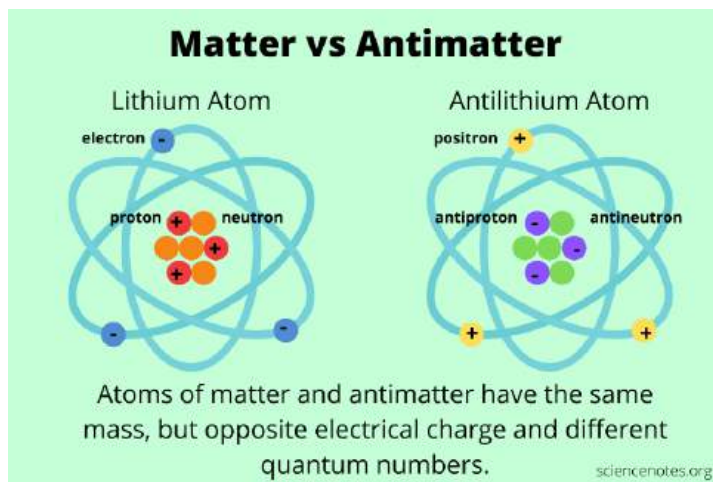 Matter vs Antimatter
Lithium Atom
Antilithium Atom
electron
-
positron
+
proton
+
neutron
+
+
antiproton
-
antineutron
-
-
-
-
+
+
Atoms of matter and antimatter have the same
mass, but opposite electrical charge and different
quantum numbers.
sciencenotes.org